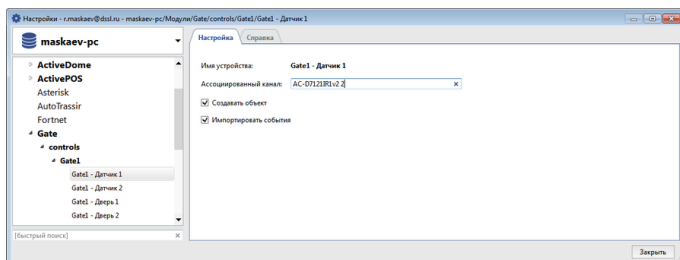 Настройки - r.maskaev@dssl.ru - maskaev-pc/Модули/Gate/controls/Gate1/Gate1 - Датчик 1
maskaev-pc
ActiveDome
ActivePOS
Asterisk
AutoTrassir
Fortnet
Gate
controls
Gate1
Gate1 - Датчик 1
Gate1 - Датчик 2
Gate1 - Дверь 1
Gate1 - Дверь 2
[быстрый поиск]
Настройка Справка
Имя устройства: Gate1 - Датчик 1
Ассоциированный канал: AC-D7121IR1v2 2
Создавать объект
Импортировать события
Закрыть